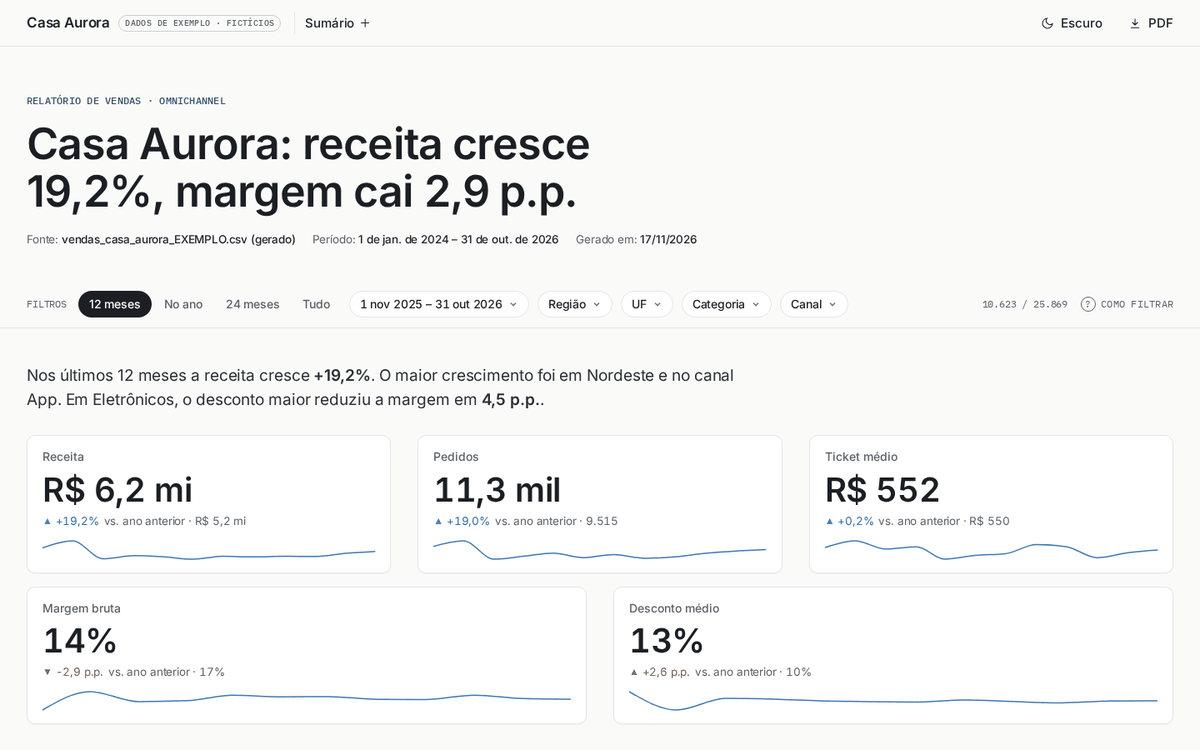 Casa Aurora DADOS DE EXEMPLO · FICTÍCIOS Sumário + Escuro PDF
RELATÓRIO DE VENDAS · OMNICHANNEL
Casa Aurora: receita cresce
19,2%, margem cai 2,9 p.p.
Fonte: vendas_casa_aurora_EXEMPLO.csv (gerado) Período: 1 de jan. de 2024 – 31 de out. de 2026 Gerado em: 17/11/2026
FILTROS 12 meses No ano 24 meses Tudo 1 nov 2025 – 31 out 2026 Região UF Categoria Canal 10.623 / 25.869 ? COMO FILTRAR
Nos últimos 12 meses a receita cresce +19,2%. O maior crescimento foi em Nordeste e no canal
App. Em Eletrônicos, o desconto maior reduziu a margem em 4,5 p.p..
Receita
R$ 6,2 mi
▲ +19,2% vs. ano anterior · R$ 5,2 mi
Pedidos
11,3 mil
▲ +19,0% vs. ano anterior · 9.515
Ticket médio
R$ 552
▲ +0,2% vs. ano anterior · R$ 550
Margem bruta
14%
▼ -2,9 p.p. vs. ano anterior · 17%
Desconto médio
13%
▲ +2,6 p.p. vs. ano anterior · 10%